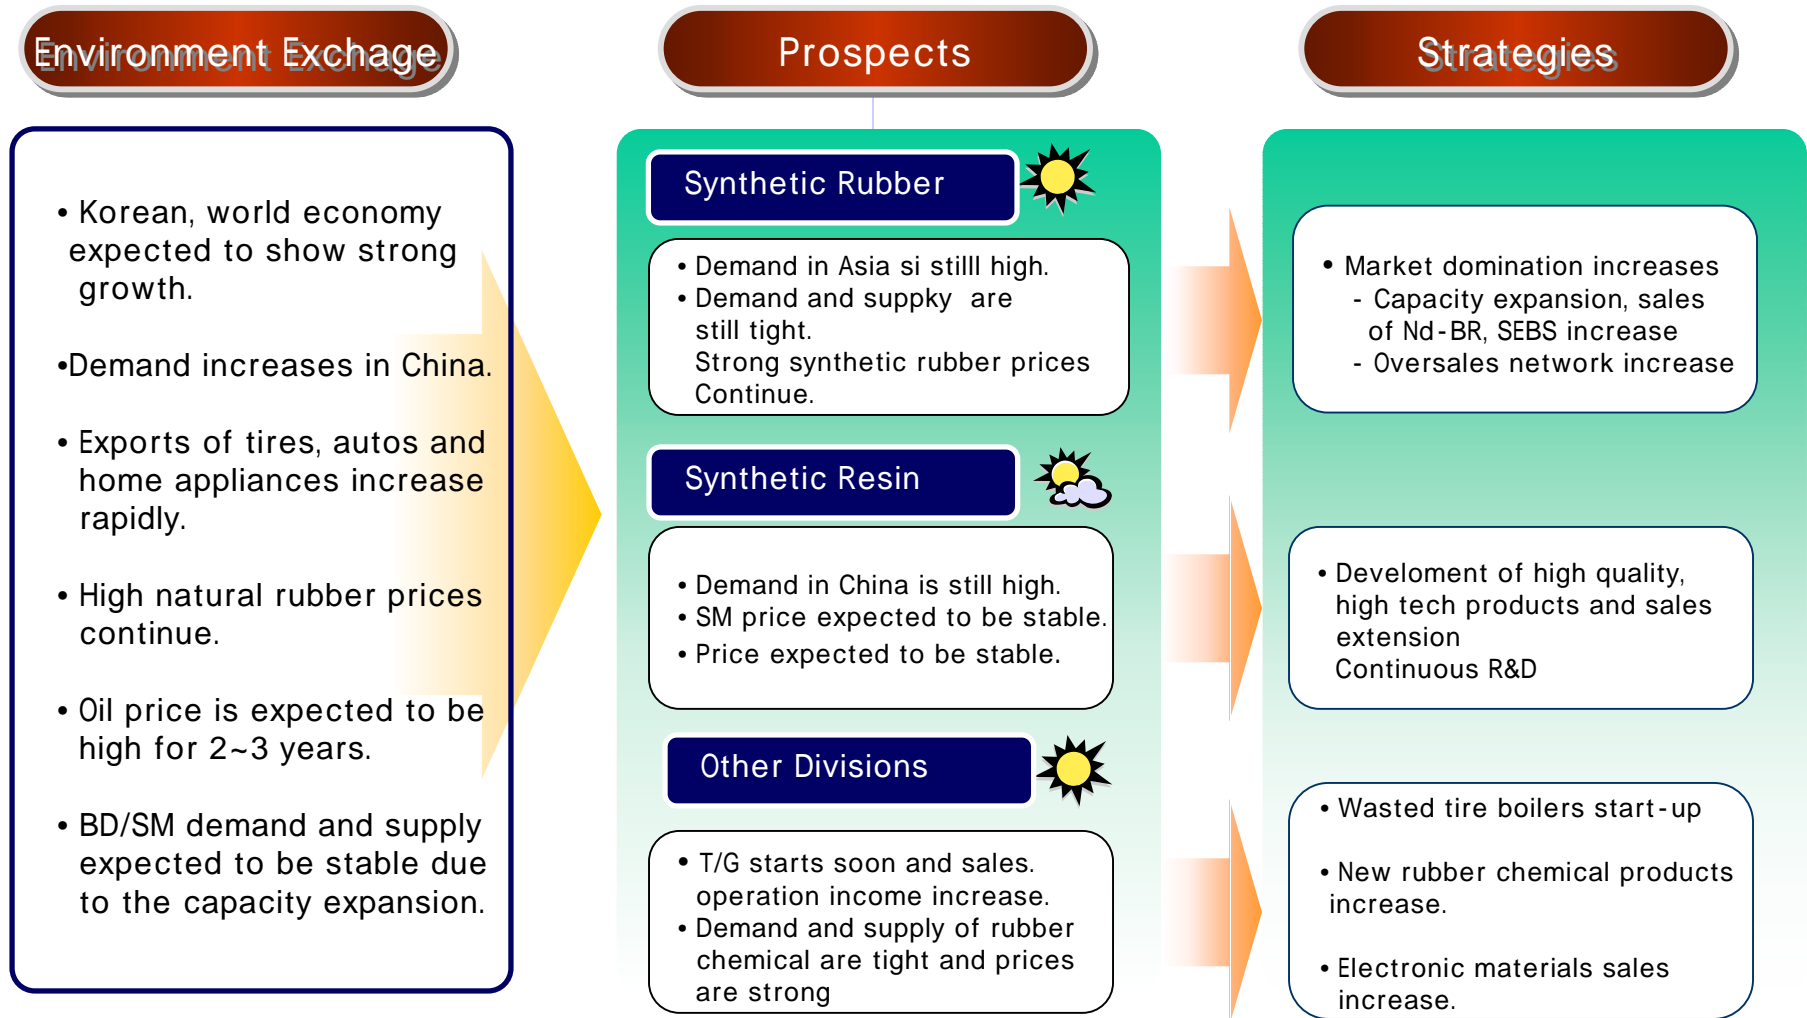 Environment Exchage
• Korean, world economy
expected to show strong
growth.
•Demand increases in China.
• Exports of tires, autos and
home appliances increase
rapidly.
• High natural rubber prices
continue.
• Oil price is expected to be
high for 2~3 years.
• BD/SM demand and supply
expected to be stable due
to the capacity expansion.
Prospects
Synthetic Rubber
• Demand in Asia si stilll high.
• Demand and suppky are
still tight.
Strong synthetic rubber prices
Continue.
Synthetic Resin
• Demand in China is still high.
• SM price expected to be stable.
• Price expected to be stable.
Other Divisions
• T/G starts soon and sales.
operation income increase.
• Demand and supply of rubber
chemical are tight and prices
are strong
Strategies
• Market domination increases
- Capacity expansion, sales
of Nd-BR, SEBS increase
- Oversales network increase
• Develoment of high quality,
high tech products and sales
extension
Continuous R&D
• Wasted tire boilers start-up
• New rubber chemical products
increase.
• Electronic materials sales
increase.